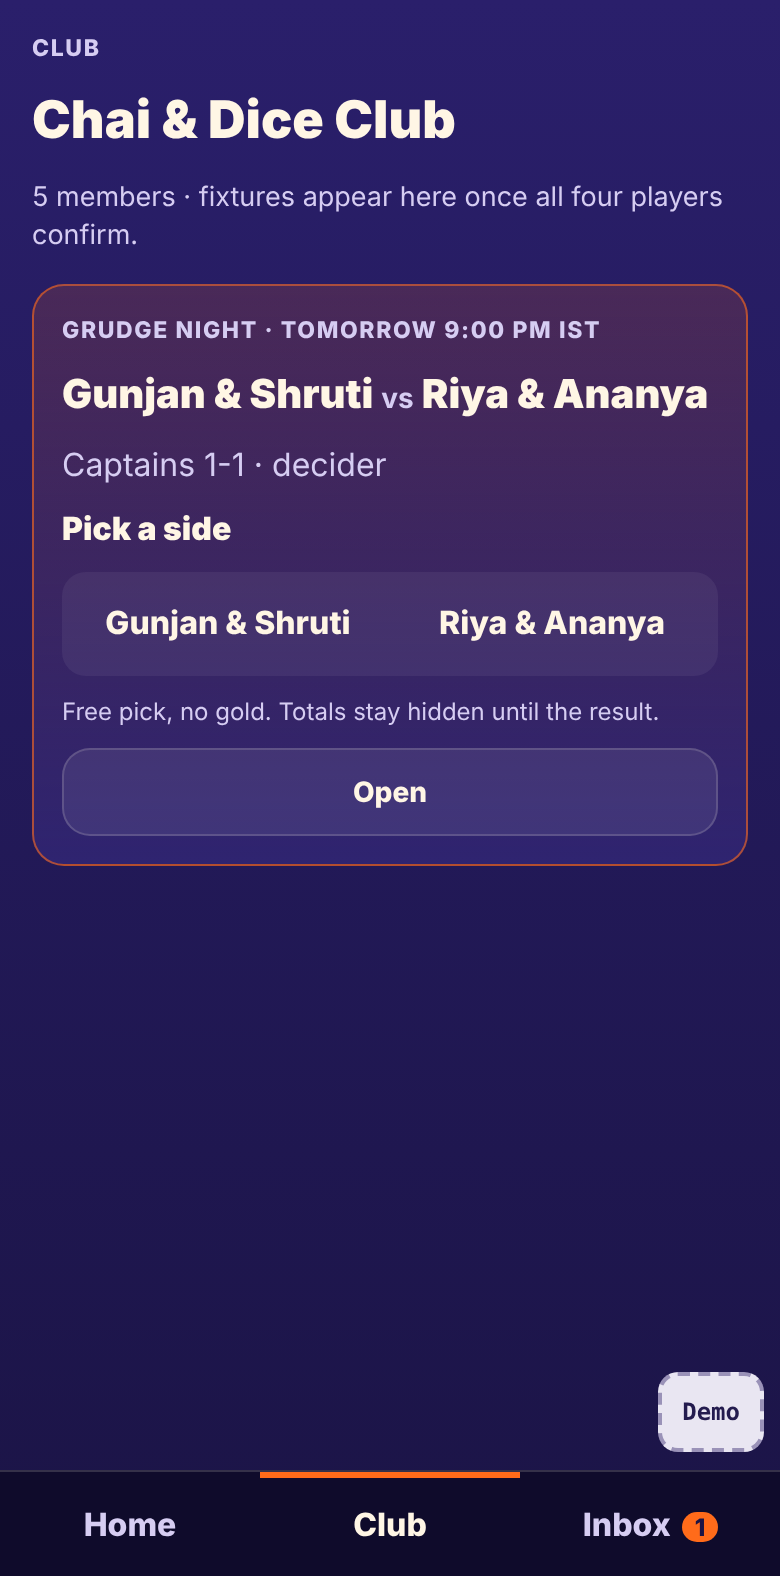 CLUB
Chai & Dice Club
5 members · fixtures appear here once all four players
confirm.
GRUDGE NIGHT · TOMORROW 9:00 PM IST
Gunjan & Shruti vs Riya & Ananya
Captains 1-1 · decider
Pick a side
Gunjan & Shruti Riya & Ananya
Free pick, no gold. Totals stay hidden until the result.
Open
Demo
Home Club Inbox 1